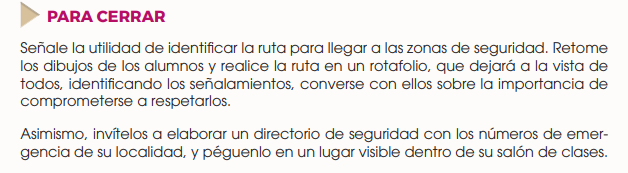 PARA CERRAR
Señale la utilidad de identificar la ruta para llegar a las zonas de seguridad. Retome
los dibujos de los alumnos y realice la ruta en un rotafolio, que dejará a la vista de
todos, identificando los señalamientos, converse con ellos sobre la importancia de
comprometerse a respetarlos.
Asimismo, invítelos a elaborar un directorio de seguridad con los números de emer-
gencia de su localidad, y péguenlo en un lugar visible dentro de su salón de clases.